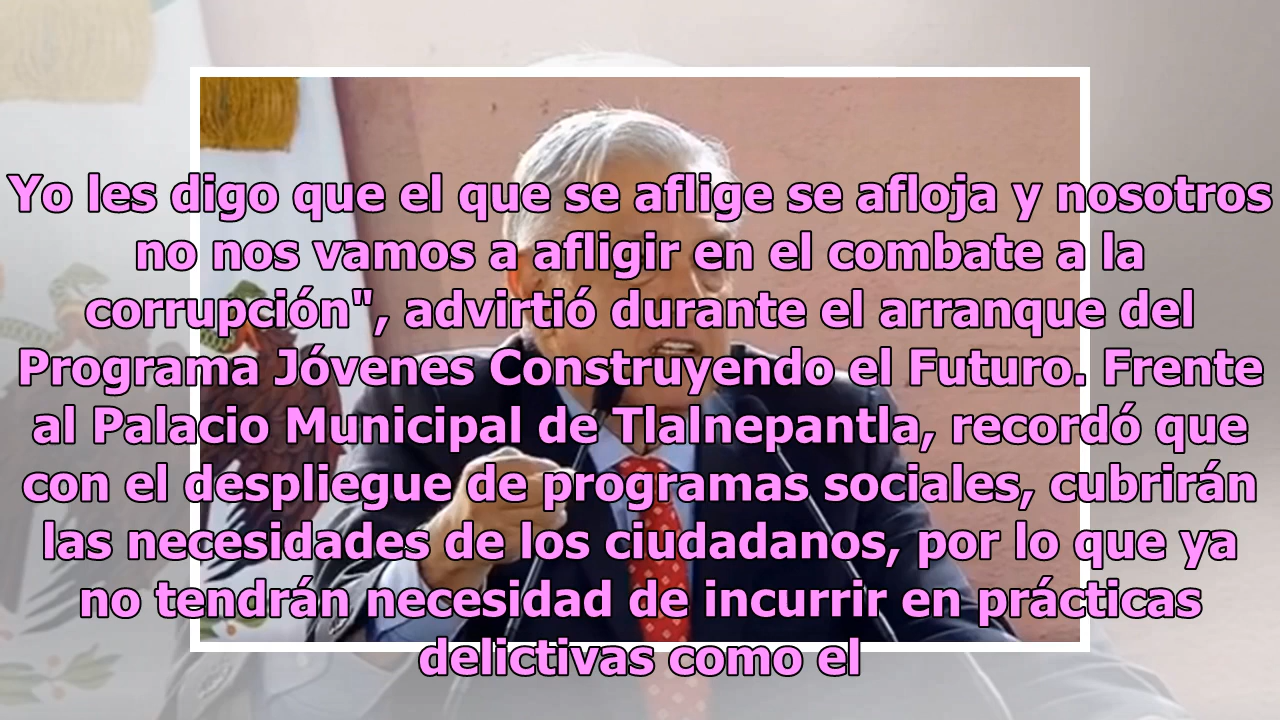 Yo les digo que el que se aflige se afloja y nosotros
no nos vamos a afligir en el combate a la
corrupción", advirtió durante el arranque del
Programa Jóvenes Construyendo el Futuro. Frente
al Palacio Municipal de Tlalnepantla, recordó que
con el despliegue de programas sociales, cubrirán
las necesidades de los ciudadanos, por lo que ya
no tendrán necesidad de incurrir en prácticas
delictivas como el